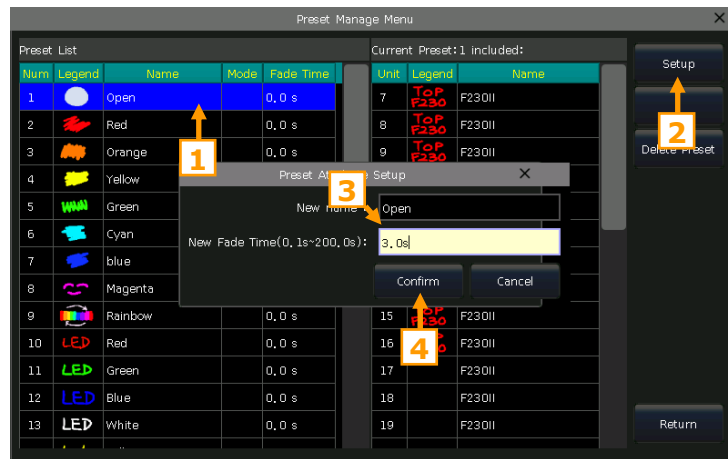 Preset Manage Menu
Preset List
Current Preset:1 included:
Num Legend Name Mode Fade Time Unit Legend Name
Setup
1 Open 0.0 s 7 TOP F230 F230II
2 Red 0.0 s 8 TOP F230 F230II
2
3 Orange 0.0 s 9 TOP F230 F230II
Delete Preset
1
4 Yellow
Preset Setup
X
3
5 Green
New name : Open
6 Cyan
New Fade Time(0.1s~200.0s): 3.0s
7 blue
8 Magenta
Confirm Cancel
9 Rainbow 0.0 s 15 F230 F230II
10 LED Red 0.0 s 16 F230II
4
11 LED Green 0.0 s 17 F230II
12 LED Blue 0.0 s 18 F230II
13 LED White 0.0 s 19 F230II
Return